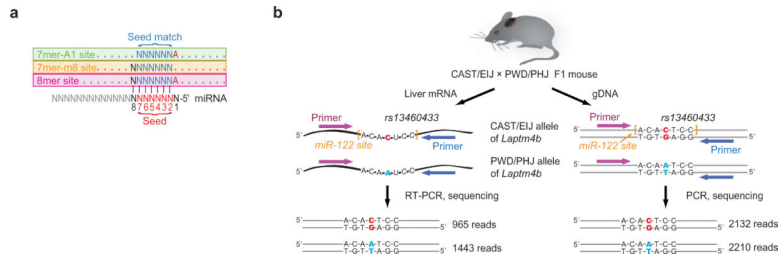 a
Seed match
7mer-A1 site ......NNNNNNA.......
7mer-m8 site .....NNNNNNN........
8mer site .....NNNNNNNA.......
NNNNNNNNNNNNNNNNNNNNN-5' miRNA
87654321
Seed
b
CAST/EIJ × PWD/PHJ F1 mouse
Liver mRNA
gDNA
Primer
rs13460433
5'
A•C•A•C•U•C•C
miR-122 site
Primer
CAST/EIJ allele
of Laptm4b
Primer
rs13460433
5'
A-C-A-C-T-C-C
T-G-T-G-A-G-G
5'
miR-122 site
Primer
5'
A•C•A•A•U•C•C
PWD/PHJ allele
of Laptm4b
5'
A-C-A-A-T-C-C
T-G-T-T-A-G-G
5'
RT-PCR, sequencing
PCR, sequencing
5'
A-C-A-C-T-C-C
T-G-T-G-A-G-G
5'
965 reads
5'
A-C-A-A-T-C-C
T-G-T-T-A-G-G
5'
1443 reads
5'
A-C-A-C-T-C-C
T-G-T-G-A-G-G
5'
2132 reads
5'
A-C-A-A-T-C-C
T-G-T-T-A-G-G
5'
2210 reads